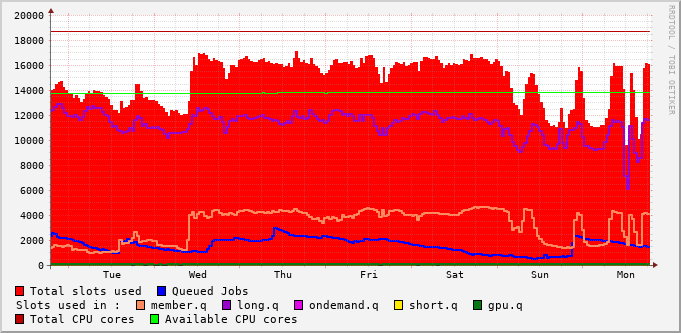 20000
18000
16000
14000
12000
10000
8000
6000
4000
2000
0
Tue Wed Thu Fri Sat Sun Mon
Total slots used Queued Jobs
Slots used in : member.q long.q ondemand.q short.q gpu.q
Total CPU cores Available CPU cores
RRDTOOL / TOBI OETIKER